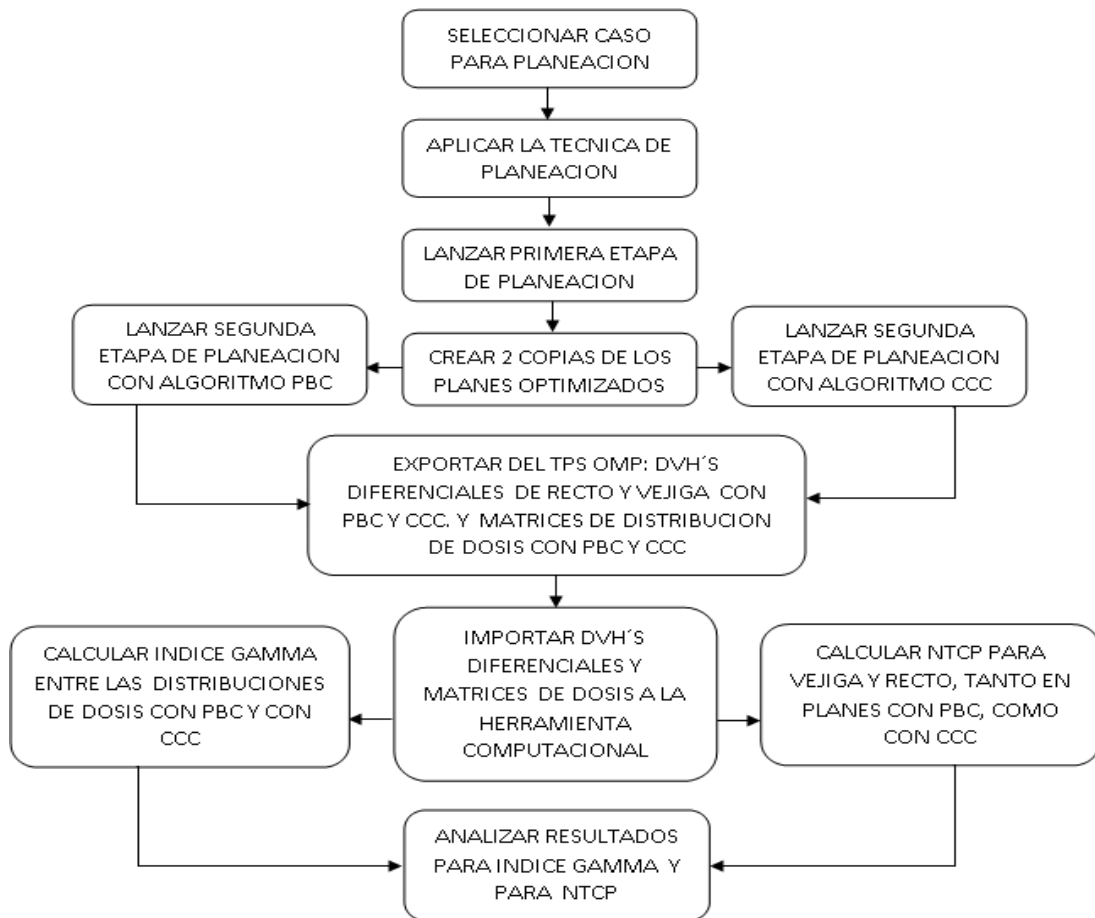 SELECCIONAR CASO
PARA PLANEACION
APLICAR LA TECNICA DE
PLANEACION
LANZAR PRIMERA ETAPA
DE PLANEACION
LANZAR SEGUNDA
ETAPA DE PLANEACION
CON ALGORITMO PBC
CREAR 2 COPIAS DE LOS
PLANES OPTIMIZADOS
LANZAR SEGUNDA
ETAPA DE PLANEACION
CON ALGORITMO CCC
EXPORTAR DEL TPS OMP: DVH´S
DIFERENCIALES DE RECTO Y VEJIGA CON
PBC Y CCC. Y MATRICES DE DISTRIBUCION
DE DOSIS CON PBC Y CCC
CALCULAR INDICE GAMMA
ENTRE LAS DISTRIBUCIONES
DE DOSIS CON PBC Y CON
CCC
IMPORTAR DVH´S
DIFERENCIALES Y
MATRICES DE DOSIS A LA
HERRAMIENTA
COMPUTACIONAL
CALCULAR NTCP PARA
VEJIGA Y RECTO, TANTO EN
PLANES CON PBC, COMO
CON CCC
ANALIZAR RESULTADOS
PARA INDICE GAMMA Y
PARA NTCP